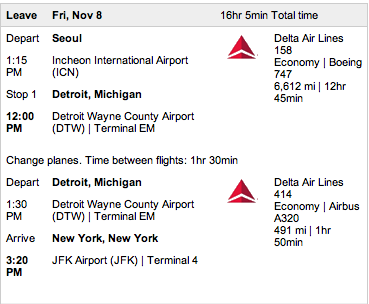 Leave Fri, Nov 8 16hr 5min Total time
Depart Seoul Delta Air Lines
158
1:15 Incheon International Airport Economy | Boeing
PM (ICN) 747
6,612 mi | 12hr
Stop 1 Detroit, Michigan 45min
12:00 Detroit Wayne County Airport
PM (DTW) | Terminal EM
Change planes. Time between flights: 1hr 30min
Depart Detroit, Michigan Delta Air Lines
414
1:30 Detroit Wayne County Airport Economy | Airbus
PM (DTW) | Terminal EM A320
491 mi | 1hr
Arrive New York, New York 50min
3:20 JFK Airport (JFK) | Terminal 4
PM